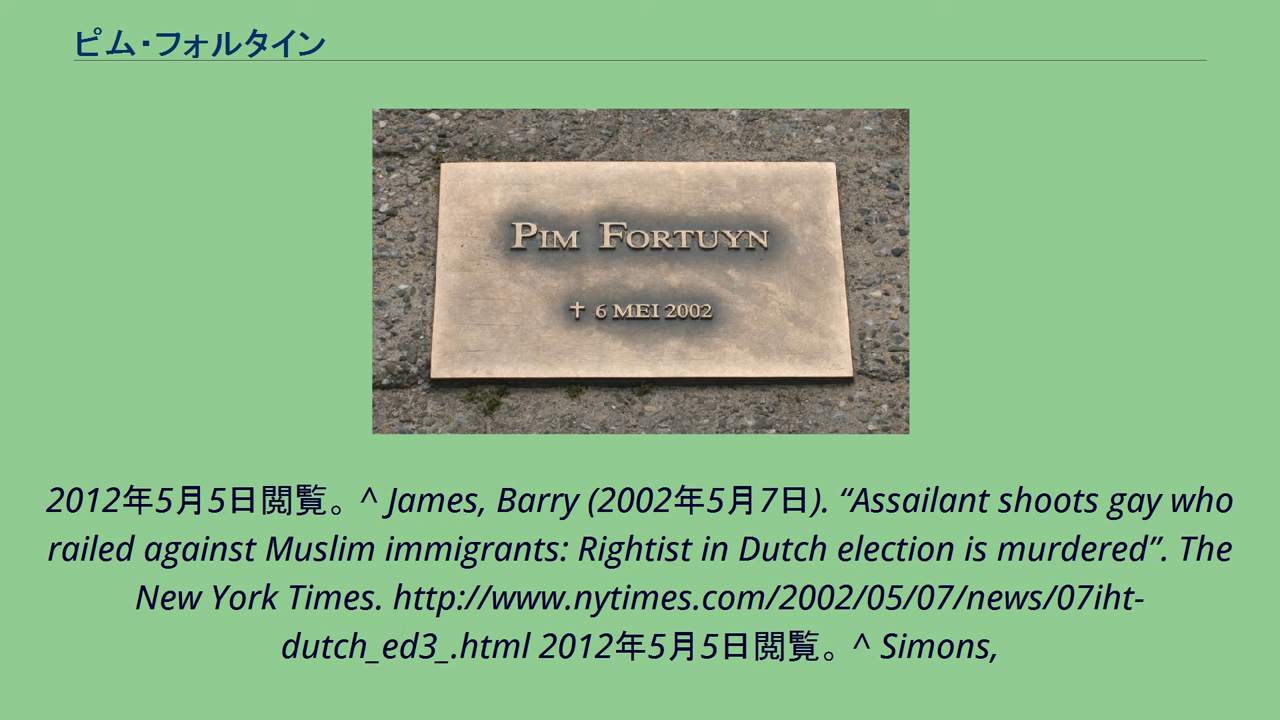 ピム・フォルタイン
PIM FORTUYN
✝ 6 MEI 2002
2012年5月5日閲覧。 ^ James, Barry (2002年5月7日). “Assailant shoots gay who
railed against Muslim immigrants: Rightist in Dutch election is murdered”. The
New York Times. http://www.nytimes.com/2002/05/07/news/07iht-
dutch_ed3_.html 2012年5月5日閲覧。 ^ Simons,